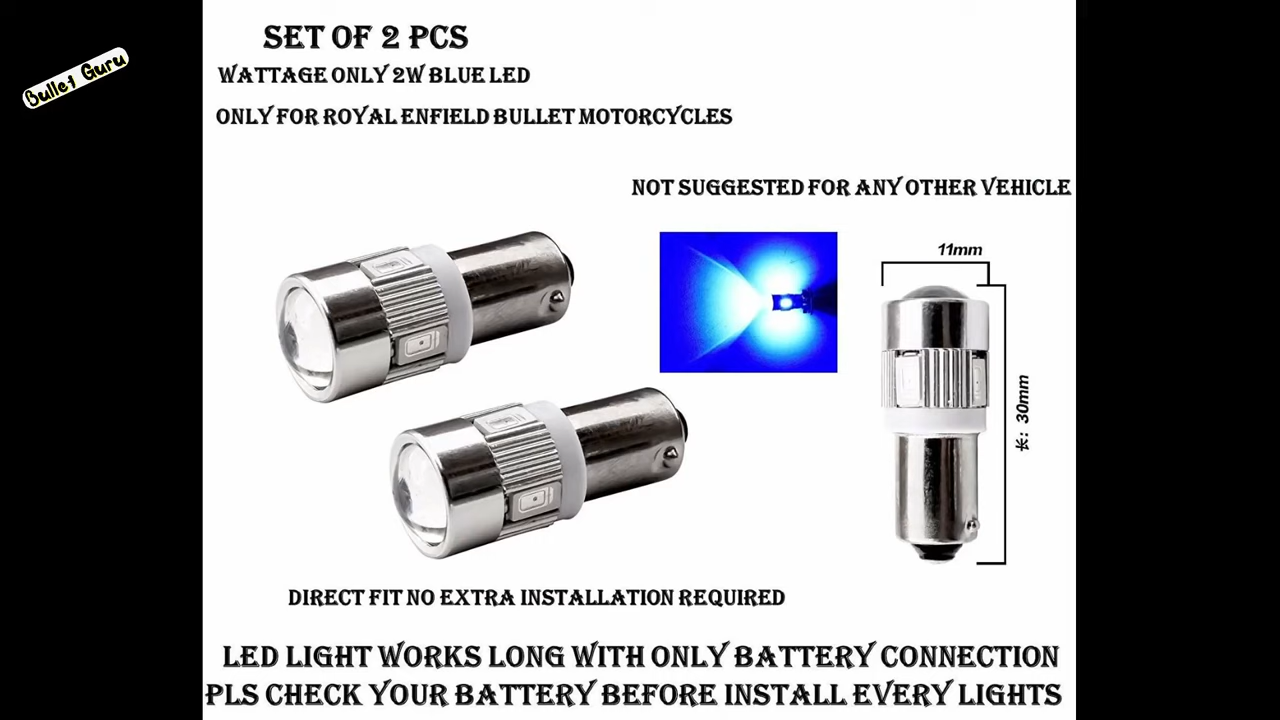 SET OF 2 PCS
Bullet Guru
WATTAGE ONLY 2W BLUE LED
ONLY FOR ROYAL ENFIELD BULLET MOTORCYCLES
NOT SUGGESTED FOR ANY OTHER VEHICLE
11mm
长: 30mm
DIRECT FIT NO EXTRA INSTALLATION REQUIRED
LED LIGHT WORKS LONG WITH ONLY BATTERY CONNECTION
PLS CHECK YOUR BATTERY BEFORE INSTALL EVERY LIGHTS